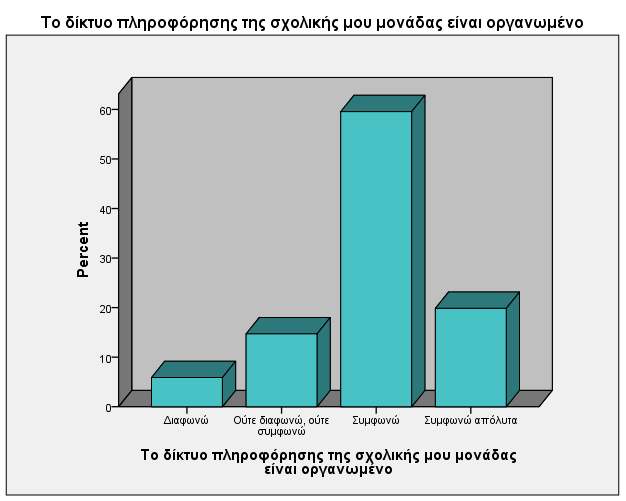 Το δίκτυο πληροφόρησης της σχολικής μου μονάδας είναι οργανωμένο
60
50
40
30
20
10
0
Percent
Διαφωνώ
Ούτε διαφωνώ, ούτε
συμφωνώ
Συμφωνώ
Συμφωνώ απόλυτα
Το δίκτυο πληροφόρησης της σχολικής μου μονάδας
είναι οργανωμένο